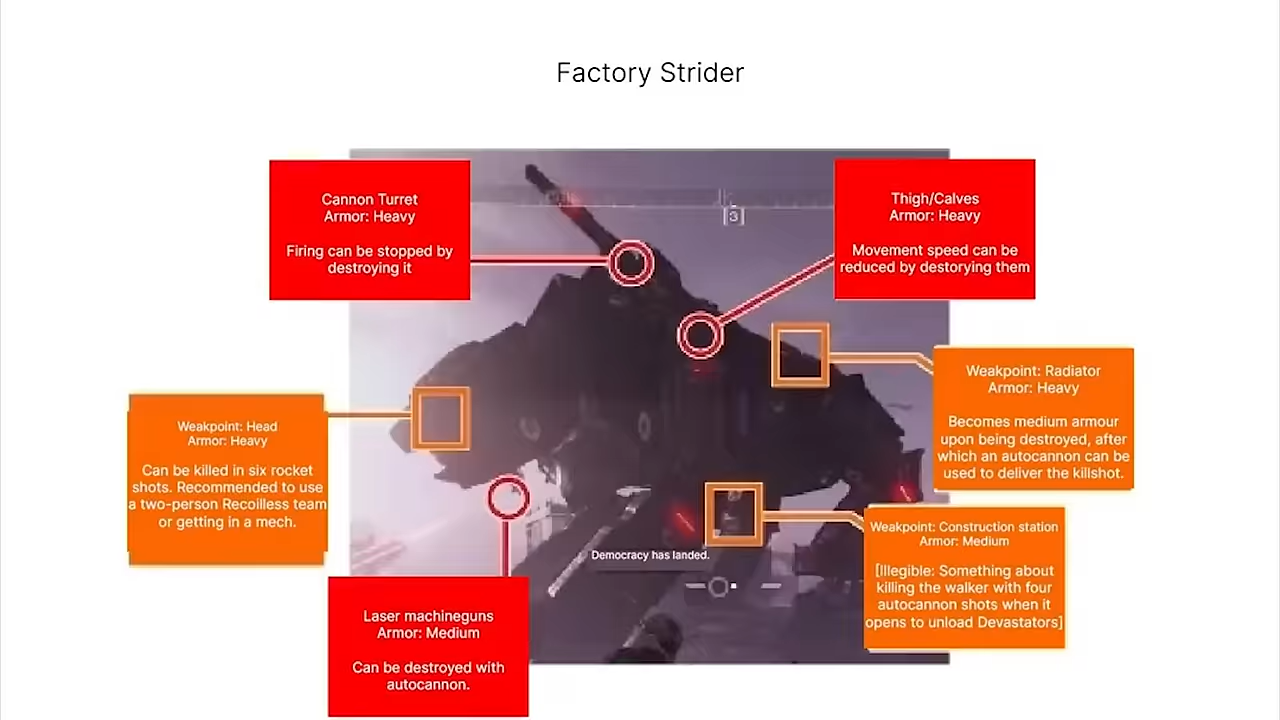 Factory Strider
Cannon Turret
Armor: Heavy
Firing can be stopped by
destroying it
Thigh/Calves
Armor: Heavy
Movement speed can be
reduced by destorying them
[3]
Weakpoint: Radiator
Armor: Heavy
Becomes medium armour
upon being destroyed, after
which an autocannon can be
used to deliver the killshot.
Weakpoint: Head
Armor: Heavy
Can be killed in six rocket
shots. Recommended to use
a two-person Recoilless team
or getting in a mech.
Weakpoint: Construction station
Armor: Medium
[Illegible: Something about
killing the walker with four
autocannon shots when it
opens to unload Devastators]
Democracy has landed.
Laser machineguns
Armor: Medium
Can be destroyed with
autocannon.